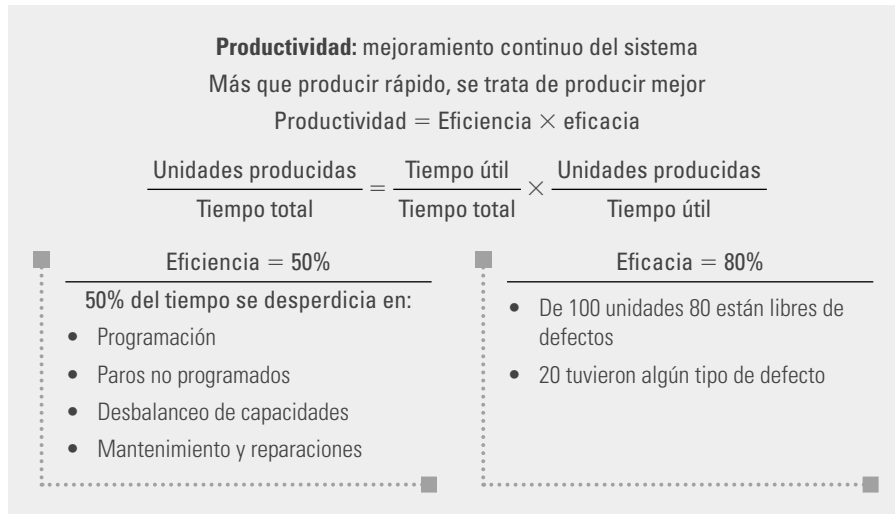 Productividad: mejoramiento continuo del sistema
Más que producir rápido, se trata de producir mejor
Productividad = Eficiencia × eficacia
Unidades producidas / Tiempo total = Tiempo útil / Tiempo total × Unidades producidas / Tiempo útil
Eficiencia = 50%
50% del tiempo se desperdicia en:
• Programación
• Paros no programados
• Desbalanceo de capacidades
• Mantenimiento y reparaciones
Eficacia = 80%
• De 100 unidades 80 están libres de
defectos
• 20 tuvieron algún tipo de defecto